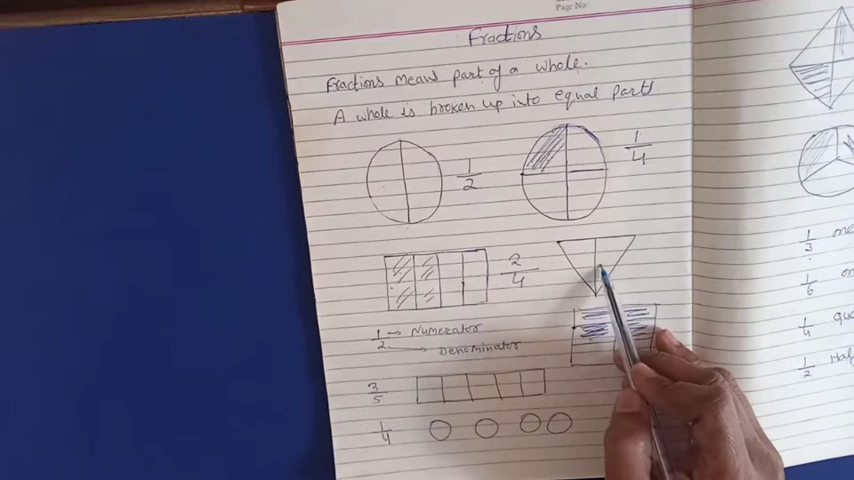 Page No:
Fractions
Fractions Means part of a whole.
A whole is broken up into equal parts
1/2
1/4
2/4
1/2 → Numerator
→ Denominator
3/5
1/4
1/3
1/6
1/4
1/2